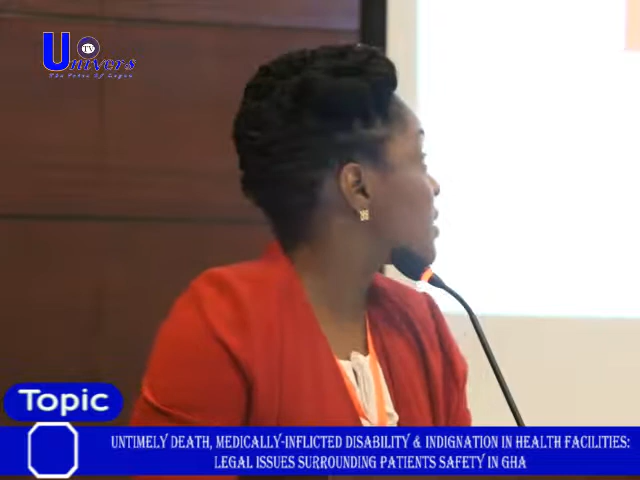 Univers
TV
The Voice Of Legon
Topic
UNTIMELY DEATH, MEDICALLY-INFLICTED DISABILITY & INDIGNATION IN HEALTH FACILITIES:
LEGAL ISSUES SURROUNDING PATIENTS SAFETY IN GHA